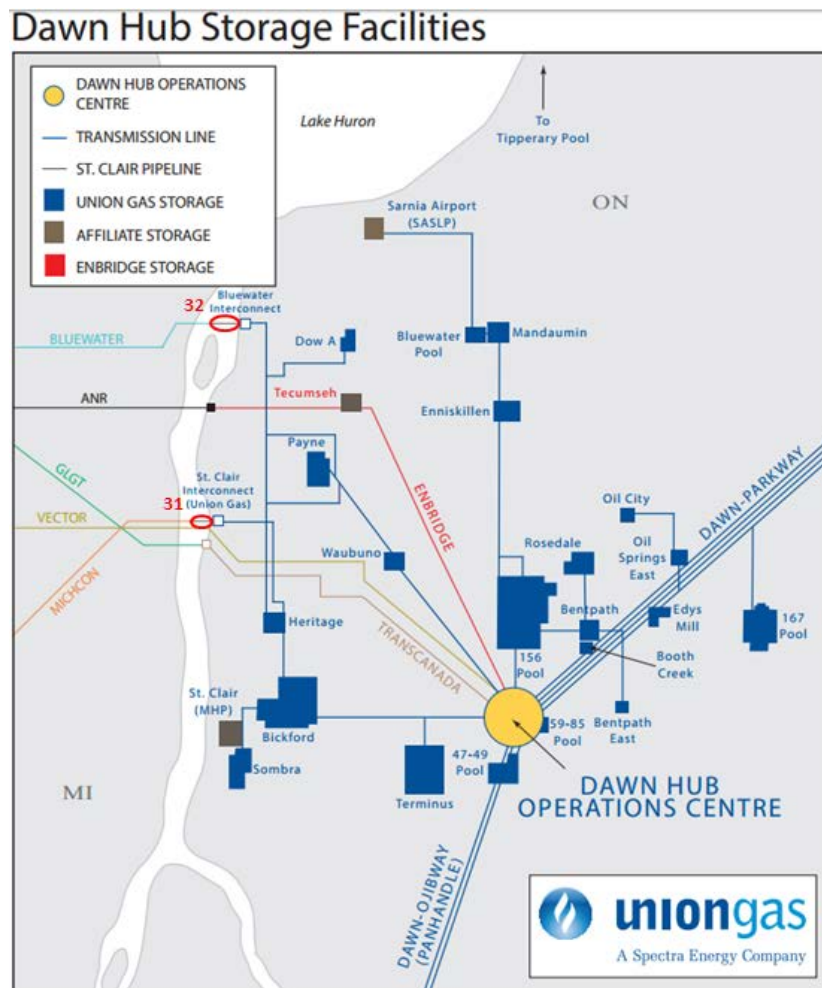 Dawn Hub Storage Facilities
DAWN HUB OPERATIONS
CENTRE
TRANSMISSION LINE
ST. CLAIR PIPELINE
UNION GAS STORAGE
AFFILIATE STORAGE
ENBRIDGE STORAGE
Lake Huron
To
Tipperary Pool
ON
Sarnia Airport
(SASLP)
32
Bluewater
Interconnect
BLUEWATER
Dow A
Bluewater
Pool
Mandaumin
ANR
Tecumseh
Enniskillen
GLGT
Payne
St. Clair
Interconnect
(Union Gas)
31
VECTOR
MICHCON
ENBRIDGE
DAWN-PARKWAY
Oil City
Rosedale
Oil
Springs
East
Waubuno
Bentpath
Edys
Mill
167
Pool
Heritage
TRANSCANADA
156
Pool
Booth
Creek
St. Clair
(MHP)
Bickford
59-85
Pool
Bentpath
East
47-49
Pool
Sombra
Terminus
MI
DAWN HUB
OPERATIONS CENTRE
DAWN-OJIBWAY
(PANHANDLE)
uniongas
A Spectra Energy Company